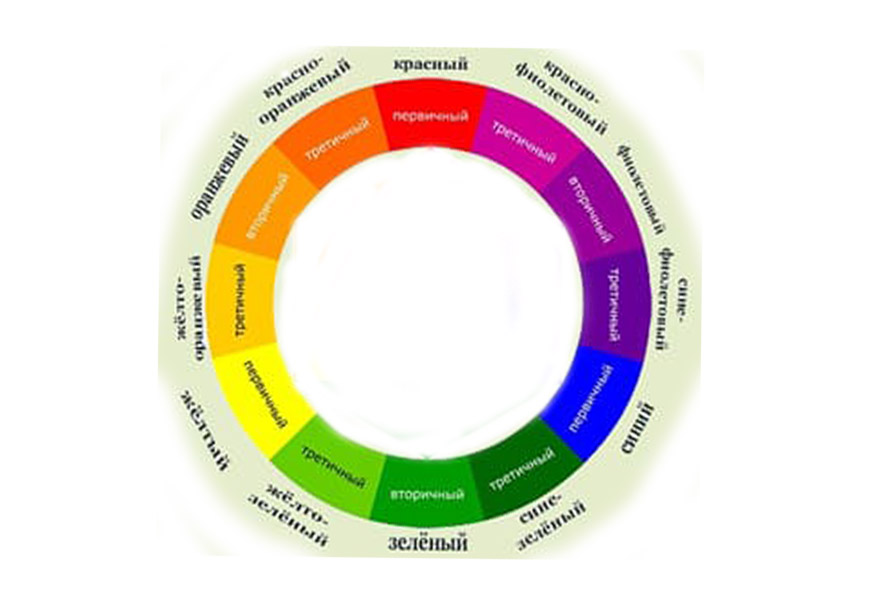 красный
первичный
красно-
фиолетовый
третичный
фиолетовый
вторичный
сине-
фиолетовый
третичный
синий
первичный
сине-
зелёный
третичный
зелёный
вторичный
жёлто-
зелёный
третичный
жёлтый
первичный
жёлто-
оранжевый
третичный
оранжевый
вторичный
красно-
оранжевый
третичный